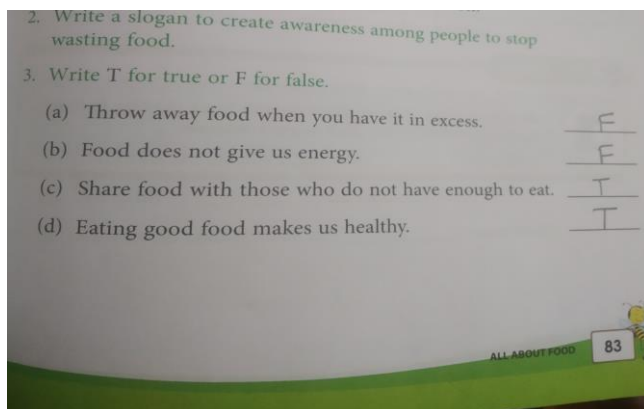 2. Write a slogan to create awareness among people to stop
wasting food.
3. Write T for true or F for false.
(a) Throw away food when you have it in excess. F
(b) Food does not give us energy. F
(c) Share food with those who do not have enough to eat. T
(d) Eating good food makes us healthy. T
ALL ABOUT FOOD 83